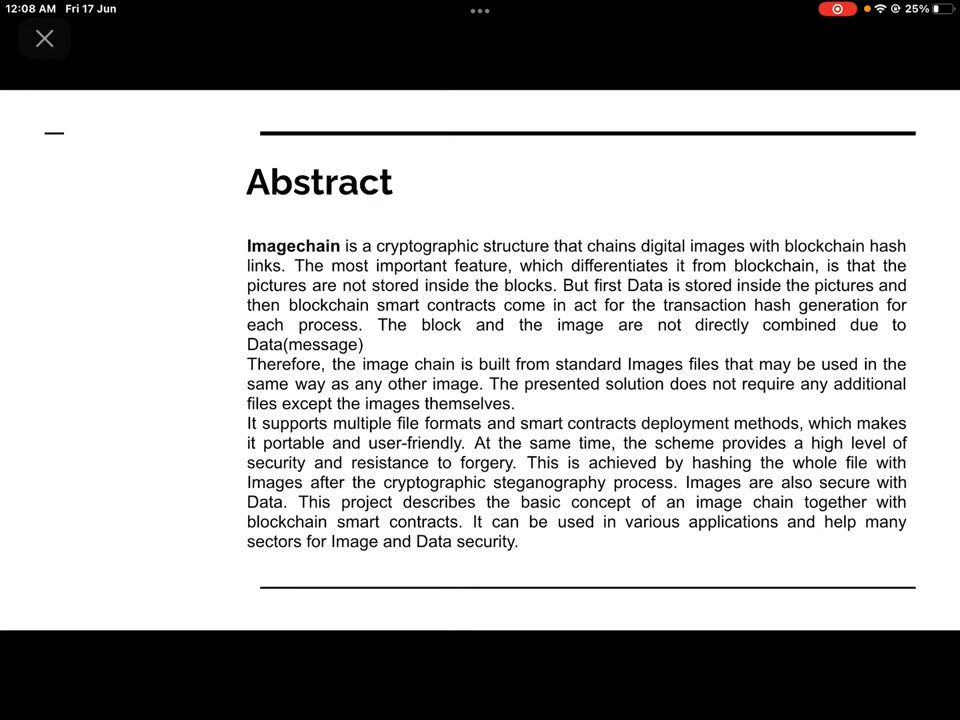 12:08 AM Fri 17 Jun
25%
Abstract
Imagechain is a cryptographic structure that chains digital images with blockchain hash
links. The most important feature, which differentiates it from blockchain, is that the
pictures are not stored inside the blocks. But first Data is stored inside the pictures and
then blockchain smart contracts come in act for the transaction hash generation for
each process. The block and the image are not directly combined due to
Data(message)
Therefore, the image chain is built from standard Images files that may be used in the
same way as any other image. The presented solution does not require any additional
files except the images themselves.
It supports multiple file formats and smart contracts deployment methods, which makes
it portable and user-friendly. At the same time, the scheme provides a high level of
security and resistance to forgery. This is achieved by hashing the whole file with
Images after the cryptographic steganography process. Images are also secure with
Data. This project describes the basic concept of an image chain together with
blockchain smart contracts. It can be used in various applications and help many
sectors for Image and Data security.